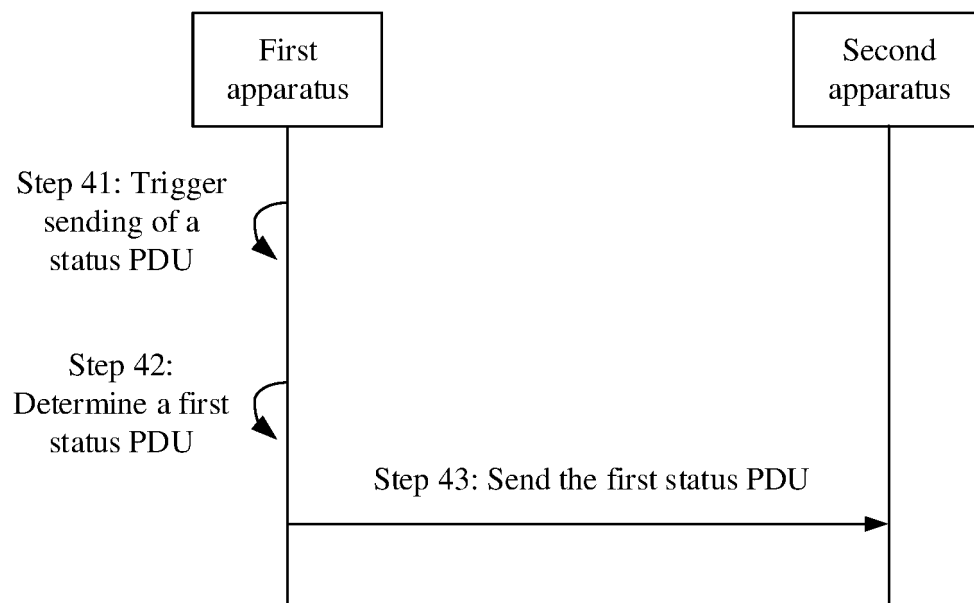 First
apparatus
Second
apparatus
Step 41: Trigger
sending of a
status PDU
Step 42:
Determine a first
status PDU
Step 43: Send the first status PDU